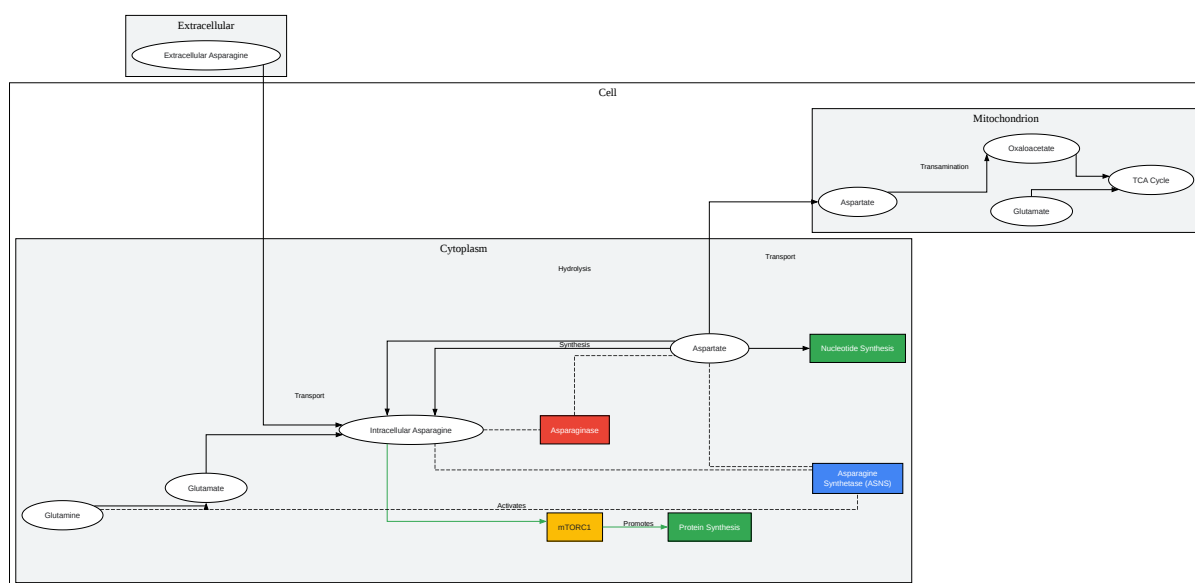 Extracellular
Extracellular Asparagine
Cell
Mitochondrion
Oxaloacetate
Transamination
TCA Cycle
Aspartate
Glutamate
Cytoplasm
Transport
Hydrolysis
Synthesis
Aspartate
Nucleotide Synthesis
Transport
Intracellular Asparagine
Asparaginase
Asparagine
Synthetase (ASNS)
Glutamate
Glutamine
Activates
mTORC1
Promotes
Protein Synthesis